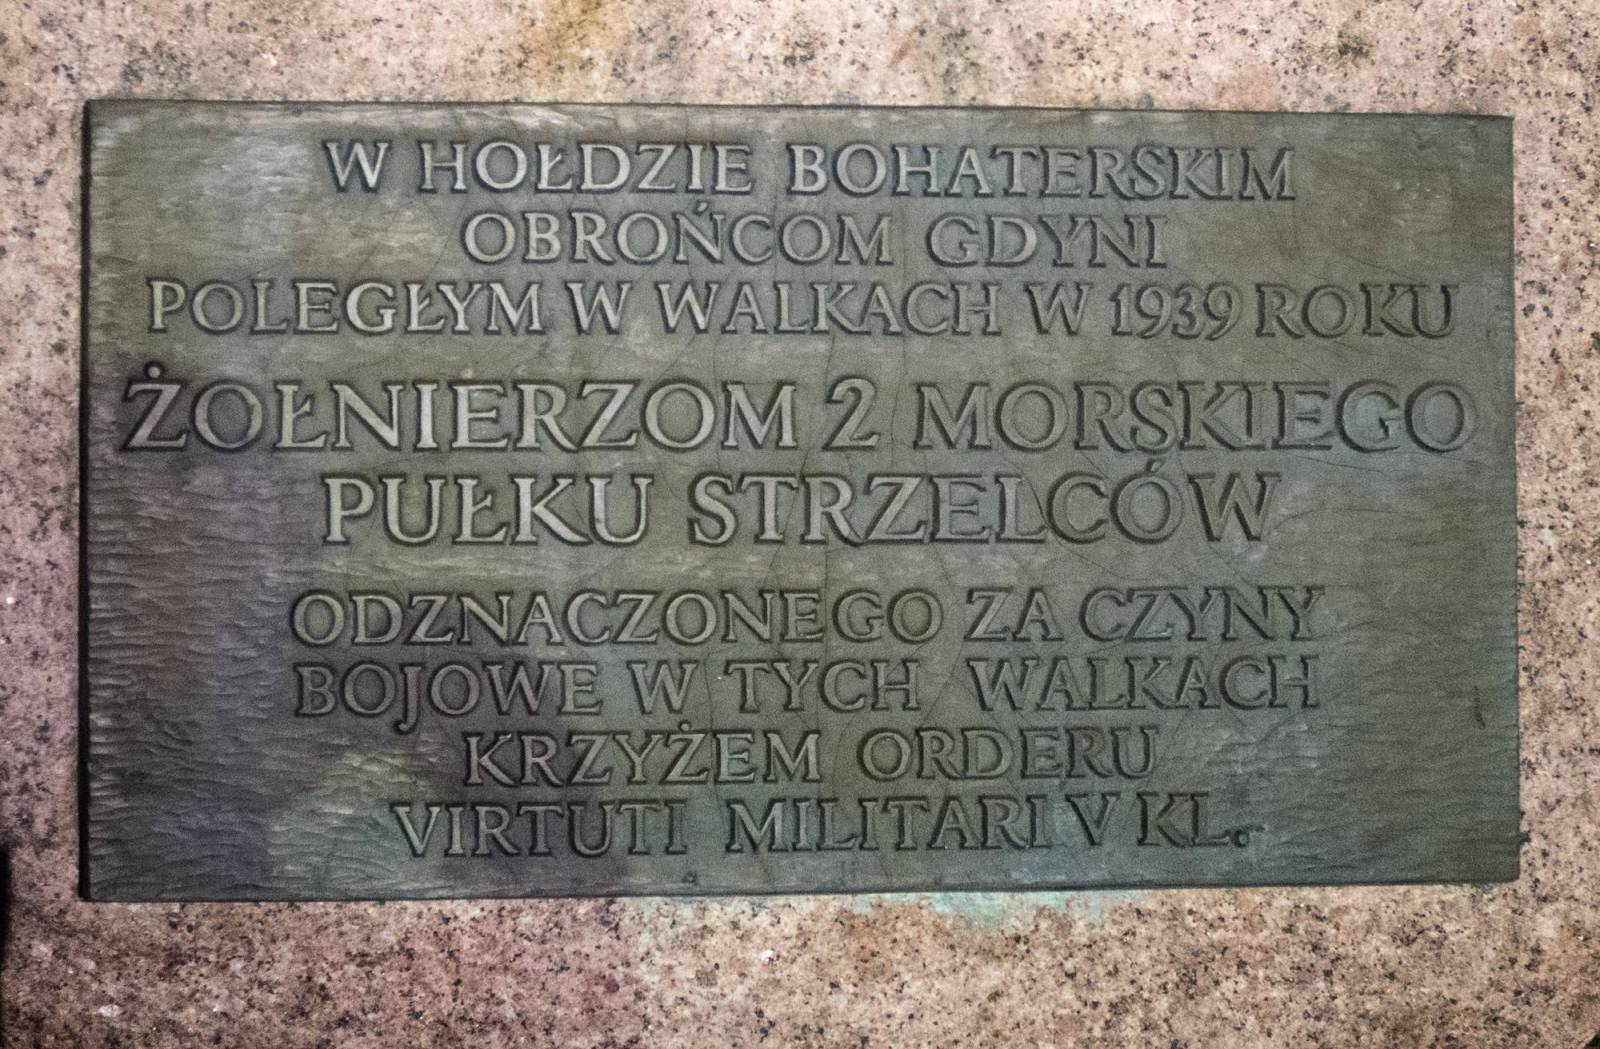 W HOŁDZIE BOHATERSKIM
OBROŃCOM GDYNI
POLEGŁYM W WALKACH W 1939 ROKU
ŻOŁNIERZOM 2 MORSKIEGO
PUŁKU STRZELCÓW
ODZNACZONEGO ZA CZYNY
BOJOWE W TYCH WALKACH
KRZYŻEM ORDERU
VIRTUTI MILITARI V KL.